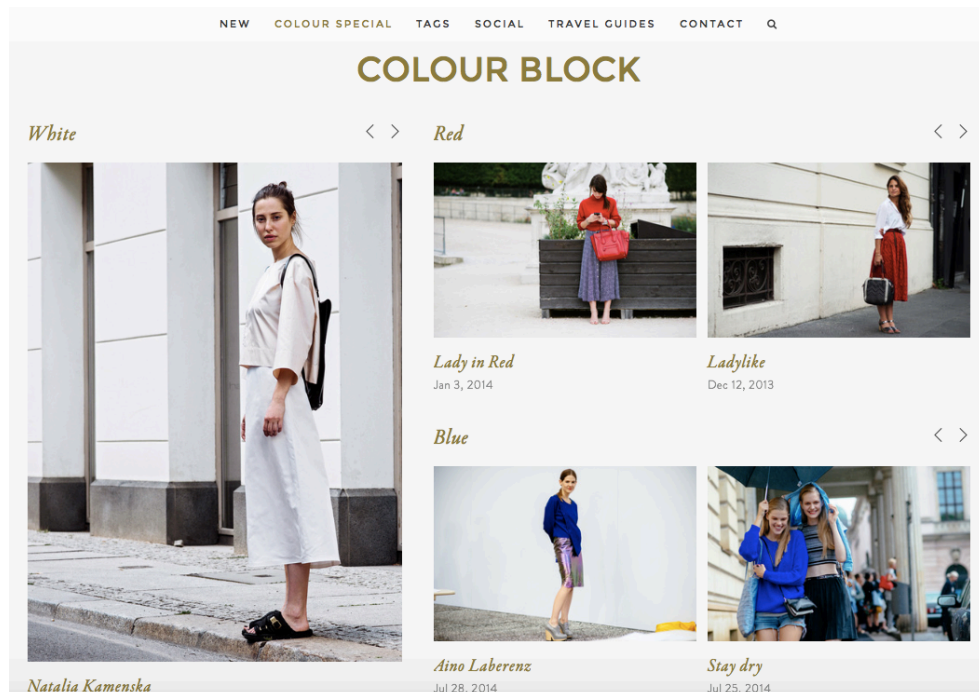 NEW COLOUR SPECIAL TAGS SOCIAL TRAVEL GUIDES CONTACT
COLOUR BLOCK
White
Natalia Kamenska
Red
Lady in Red
Jan 3, 2014
Ladylike
Dec 12, 2013
Blue
Aino Laberenz
Jul 28, 2014
Stay dry
Jul 25, 2014